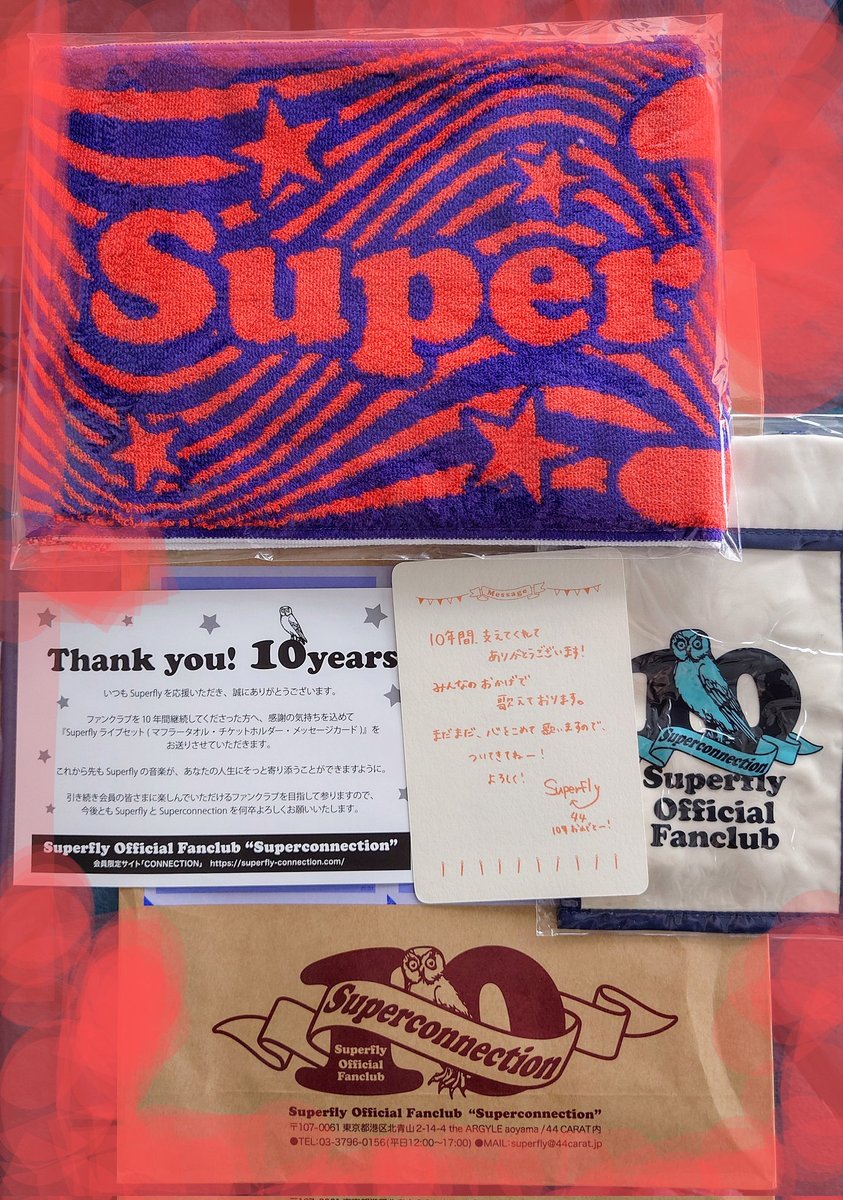 Super
Thank you! 10years
いつも Superflyを応援いただき、誠にありがとうございます。
ファンクラブを 10 年間継続してくださった方へ、感謝の気持ちを込めて
『Superfly ライブセット ( マフラータオル・チケットホルダー・メッセージカード )』を
お送りさせていただきます。
これから先も Superfly の音楽が、あなたの人生にそっと寄り添うことができますように。
引き続き会員の皆さまに楽しんでいただけるファンクラブを目指して参りますので、
今後とも Superfly と Superconnection を何卒よろしくお願いいたします。
Superfly Official Fanclub “Superconnection”
会員限定サイト「CONNECTION」 https://superfly-connection.com/
Message
10年間 支えてくれて
ありがとうございます!
みんなのおかげで
歌えております。
まだまだ、心をこめて歌いますので、
ついてきてねー!
よろしく!
Superfly
44
10年おめでとー!
10
Superconnection
Superfly
Official
Fanclub
10
Superconnection
Superfly
Official
Fanclub
Superfly Official Fanclub “Superconnection”
〒107-0061 東京都港区北青山 2-14-4 the ARGYLE aoyama / 44 CARAT内
●TEL:03-3796-0156(平日12:00〜17:00) ●MAIL:superfly@44carat.jp